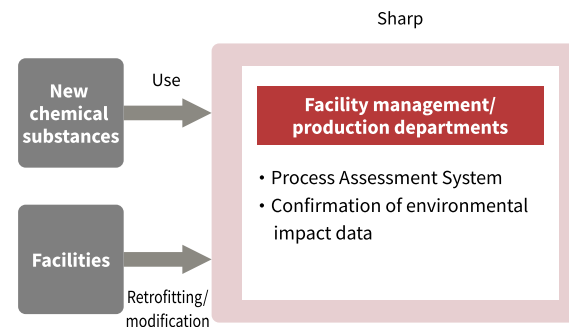 Sharp
New
chemical
substances
Use
Facility management/
production departments
・Process Assessment System
・Confirmation of environmental
impact data
Facilities
Retrofitting/
modification